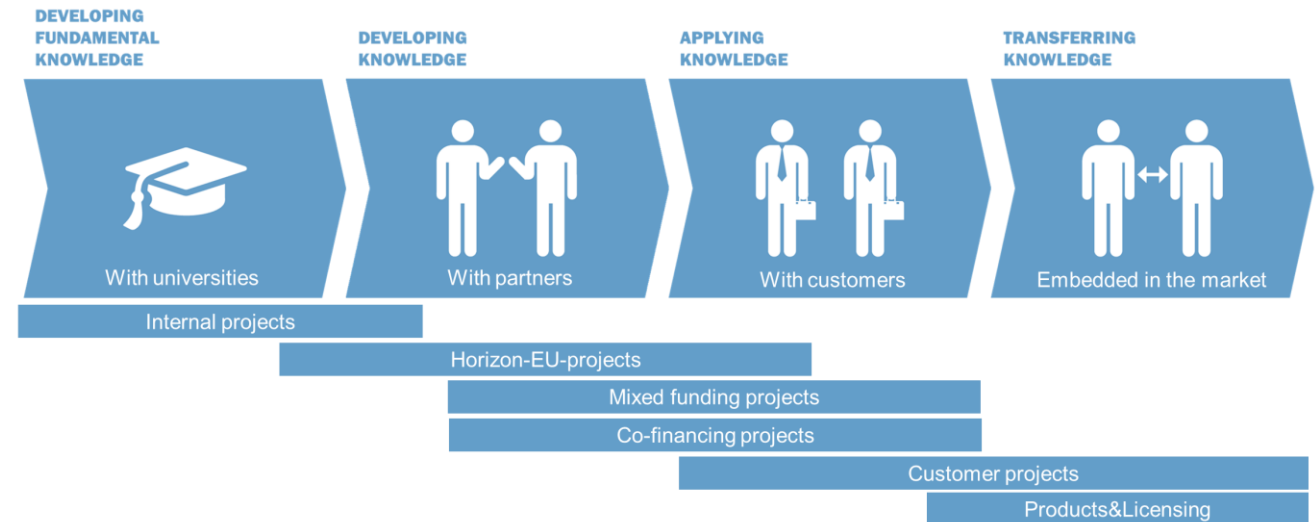 DEVELOPING
FUNDAMENTAL
KNOWLEDGE
DEVELOPING
KNOWLEDGE
APPLYING
KNOWLEDGE
TRANSFERRING
KNOWLEDGE
With universities
With partners
With customers
Embedded in the market
Internal projects
Horizon-EU-projects
Mixed funding projects
Co-financing projects
Customer projects
Products&Licensing